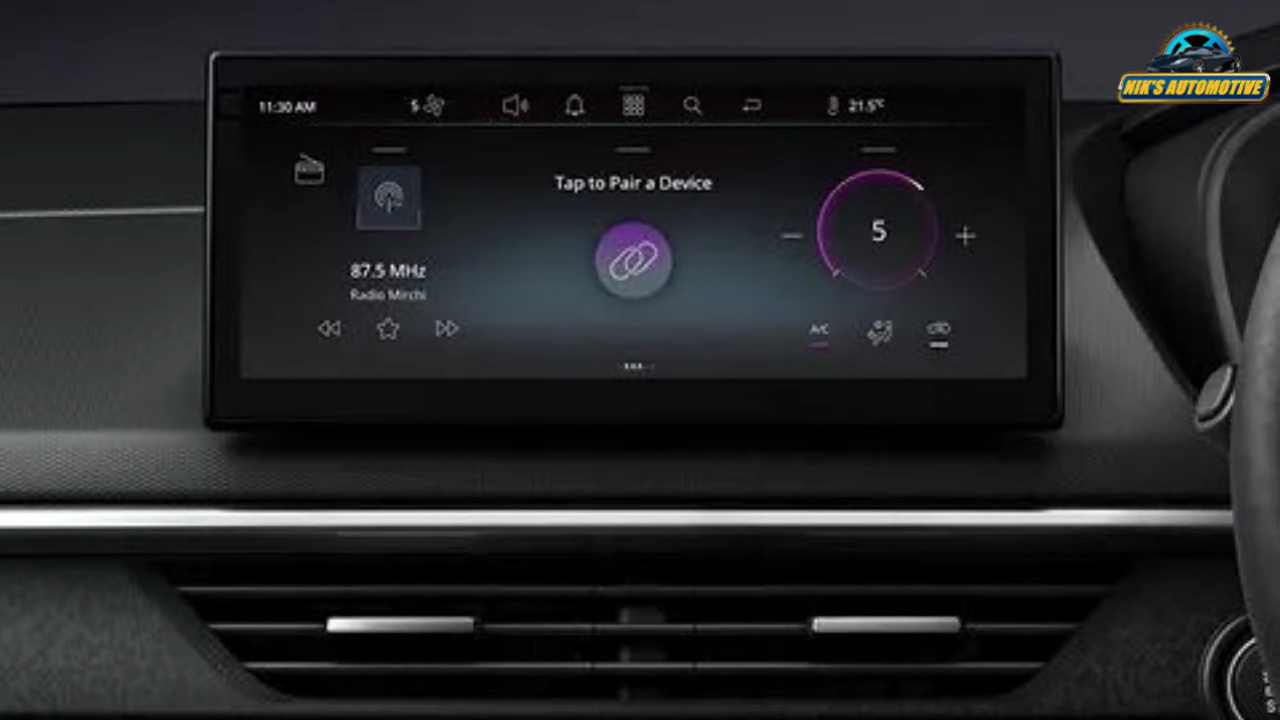 NIK'S AUTOMOTIVE
11:30 AM
5
21.5°C
Tap to Pair a Device
5
87.5 MHz
Radio Mirchi
A/C